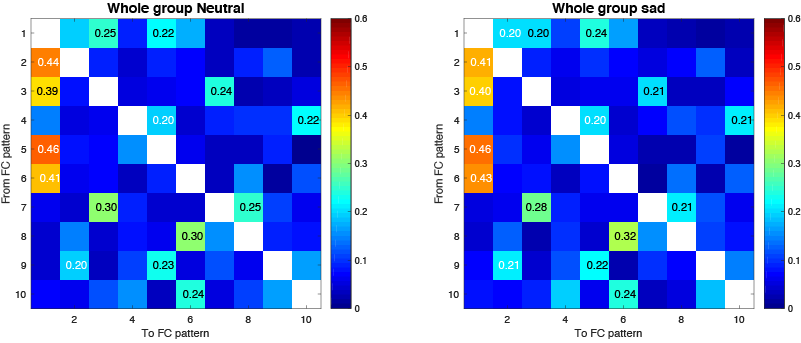 Whole group Neutral
1 0.25 0.22
2 0.44
3 0.39 0.24
4 0.20 0.22
5 0.46
6 0.41
7 0.30 0.25
8 0.30
9 0.20 0.23
10 0.24
2 4 6 8 10
To FC pattern
From FC pattern
0.6
0.5
0.4
0.3
0.2
0.1
0
Whole group sad
1 0.20 0.20 0.24
2 0.41
3 0.40 0.21
4 0.20 0.21
5 0.46
6 0.43
7 0.28 0.21
8 0.32
9 0.21 0.22
10 0.24
2 4 6 8 10
To FC pattern
From FC pattern
0.6
0.5
0.4
0.3
0.2
0.1
0